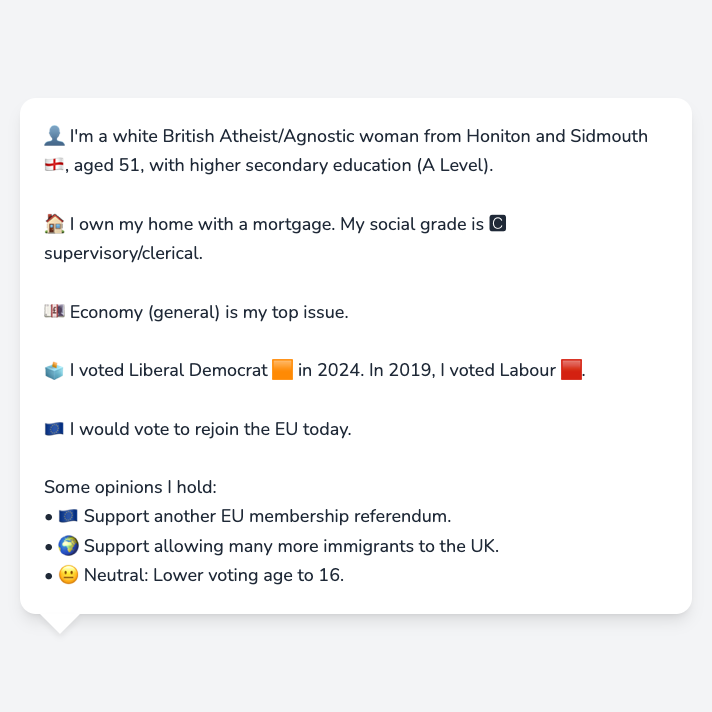 👤 I'm a white British Atheist/Agnostic woman from Honiton and Sidmouth
🏴󠁧󠁢󠁥󠁮󠁧󠁿, aged 51, with higher secondary education (A Level).
🏠 I own my home with a mortgage. My social grade is 🅲
supervisory/clerical.
💷 Economy (general) is my top issue.
🗳️ I voted Liberal Democrat 🟧 in 2024. In 2019, I voted Labour 🟥.
🇪🇺 I would vote to rejoin the EU today.
Some opinions I hold:
• 🇪🇺 Support another EU membership referendum.
• 🌍 Support allowing many more immigrants to the UK.
• 😐 Neutral: Lower voting age to 16.